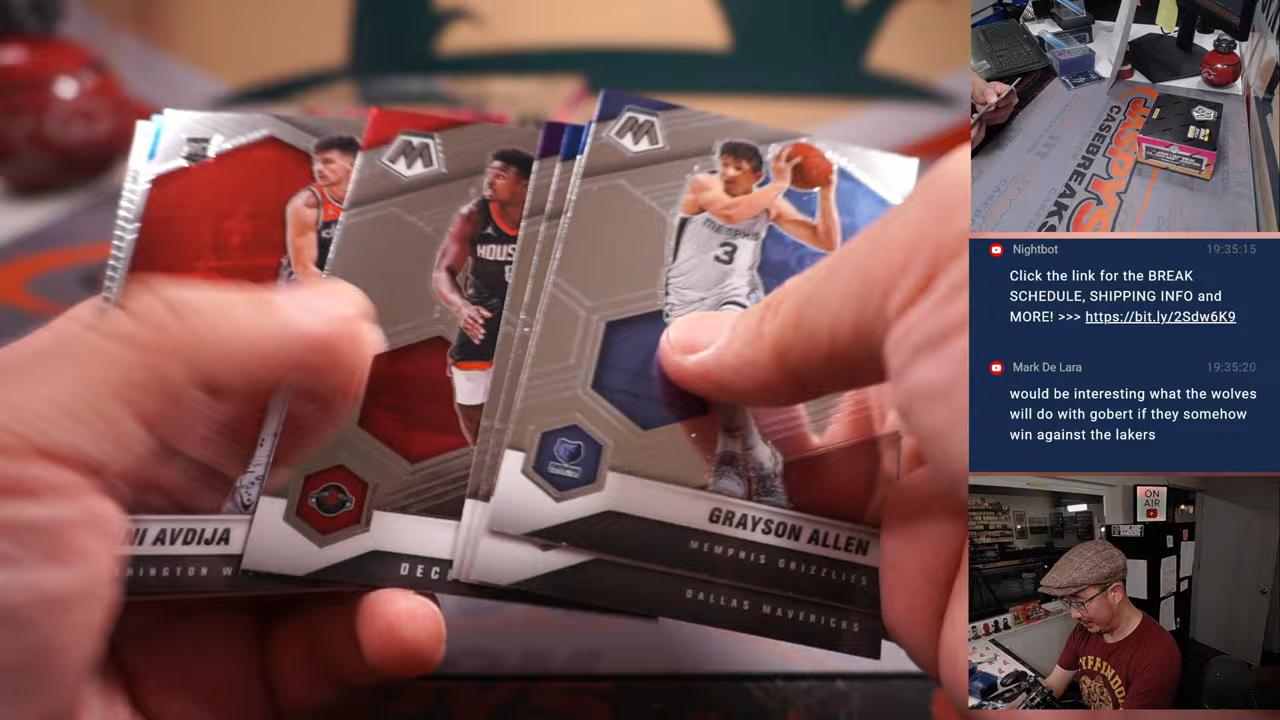 MEMPHIS
3
HOUS
NI AVDIJA
HINGTON W
DEC
GRAYSON ALLEN
MEMPHIS GRIZZLIES
DALLAS MAVERICKS
JASPYS
CASEBREAKS
Nightbot 19:35:15
Click the link for the BREAK
SCHEDULE, SHIPPING INFO and
MORE! >>> https://bit.ly/2Sdw6K9
Mark De Lara 19:35:20
would be interesting what the wolves
will do with gobert if they somehow
win against the lakers
ON
AIR
RYFFINDO